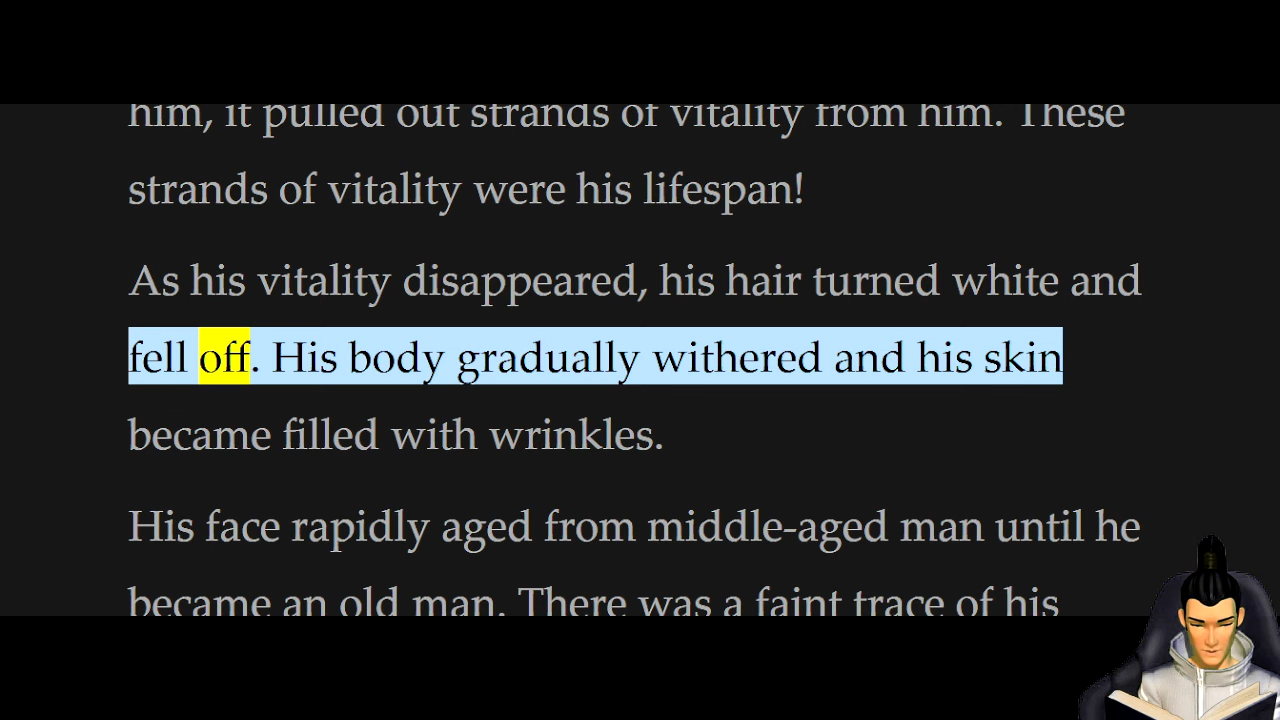 him, it pulled out strands of vitality from him. These
strands of vitality were his lifespan!
As his vitality disappeared, his hair turned white and
fell off. His body gradually withered and his skin
became filled with wrinkles.
His face rapidly aged from middle-aged man until he
became an old man. There was a faint trace of his